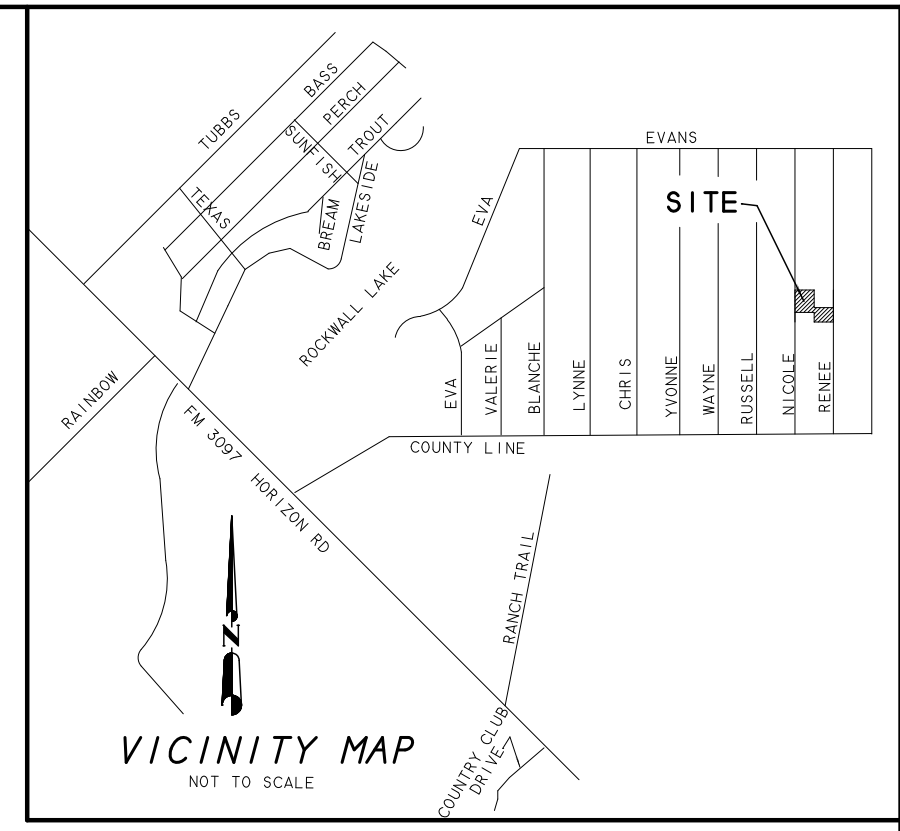 TUBBS
BASS
PERCH
SUNFISH
TROUT
TEXAS
BREAM
LAKESIDE
EVANS
EVA
SITE
ROCKWALL LAKE
RAINBOW
EVA
VALERIE
BLANCHE
LYNNE
CHRIS
YVONNE
WAYNE
RUSSELL
NICOLE
RENEE
FM 3097 HORIZON RD
COUNTY LINE
RANCH TRAIL
N
VICINITY MAP
NOT TO SCALE
COUNTRY CLUB
DRIVE